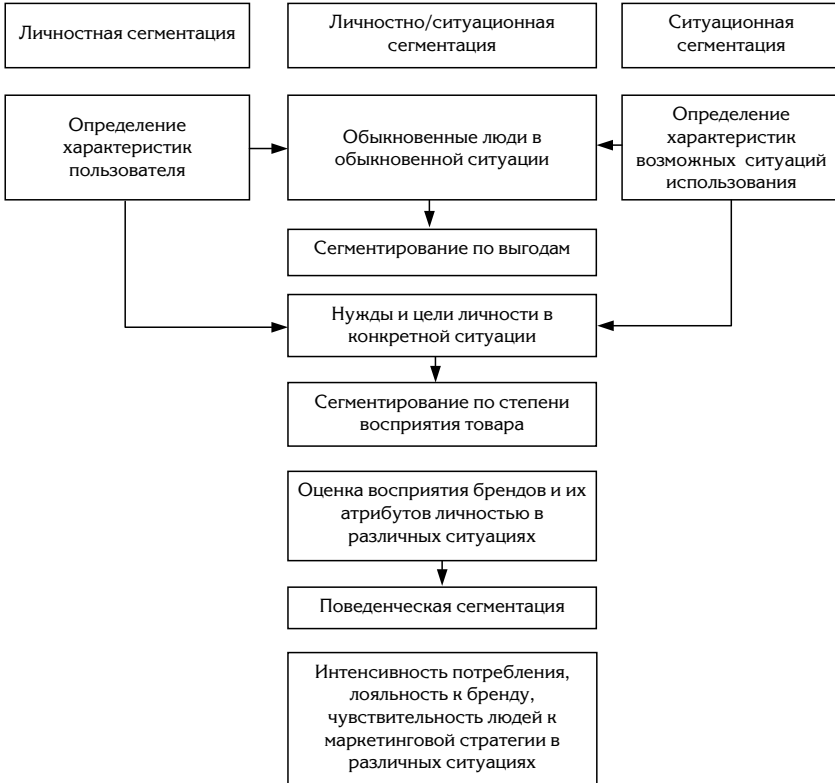 Личностная сегментация
Личностно/ситуационная
сегментация
Ситуационная
сегментация
Определение
характеристик
пользователя
Обыкновенные люди в
обыкновенной ситуации
Определение
характеристик
возможных ситуаций
использования
Сегментирование по выгодам
Нужды и цели личности в
конкретной ситуации
Сегментирование по степени
восприятия товара
Оценка восприятия брендов и их
атрибутов личностью в
различных ситуациях
Поведенческая сегментация
Интенсивность потребления,
лояльность к бренду,
чувствительность людей к
маркетинговой стратегии в
различных ситуациях